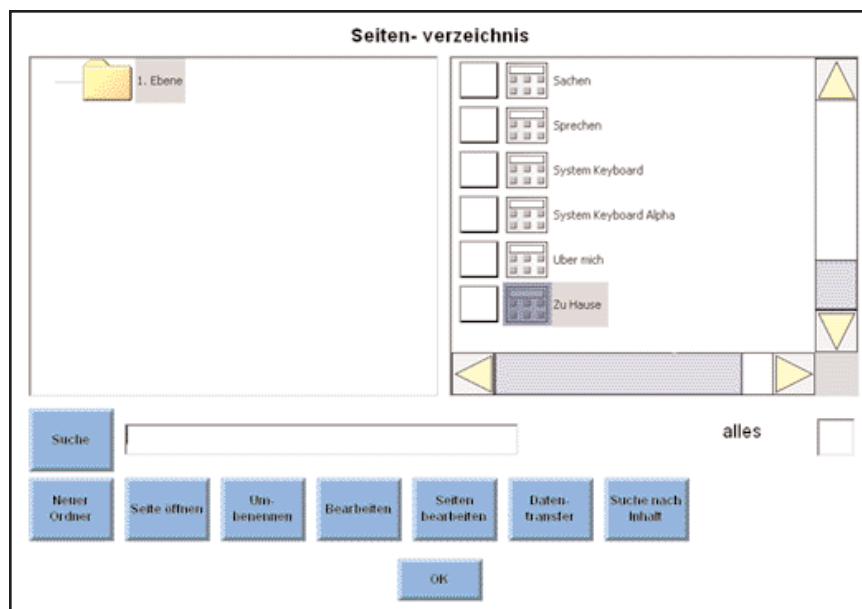 Seiten- verzeichnis
1. Ebene
Sachen
Sprechen
System Keyboard
System Keyboard Alpha
Uber mich
Zu Hause
Suche
alles
Neuer
Ordner
Seite öffnen
Um-
benennen
Bearbeiten
Seiten
bearbeiten
Daten-
transfer
Suche nach
Inhalt
OK